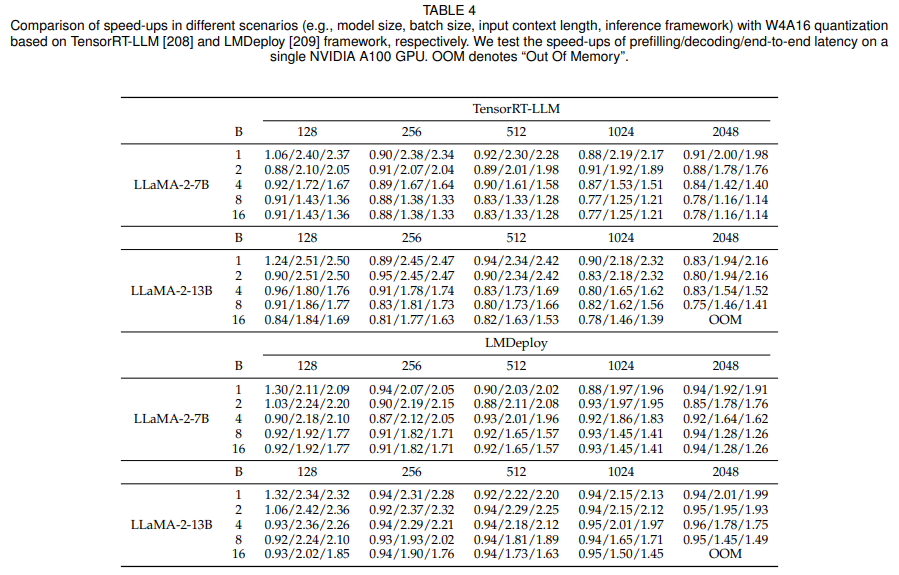 TABLE 4
Comparison of speed-ups in different scenarios (e.g., model size, batch size, input context length, inference framework) with W4A16 quantization
based on TensorRT-LLM [208] and LMDeploy [209] framework, respectively. We test the speed-ups of prefilling/decoding/end-to-end latency on a
single NVIDIA A100 GPU. OOM denotes “Out Of Memory”.
TensorRT-LLM
B 128 256 512 1024 2048
1 1.06/2.40/2.37 0.90/2.38/2.34 0.92/2.30/2.28 0.88/2.19/2.17 0.91/2.00/1.98
2 0.88/2.10/2.05 0.91/2.07/2.04 0.89/2.01/1.98 0.91/1.92/1.89 0.88/1.78/1.76
LLaMA-2-7B 4 0.92/1.72/1.67 0.89/1.67/1.64 0.90/1.61/1.58 0.87/1.53/1.51 0.84/1.42/1.40
8 0.91/1.43/1.36 0.88/1.38/1.33 0.83/1.33/1.28 0.77/1.25/1.21 0.78/1.16/1.14
16 0.91/1.43/1.36 0.88/1.38/1.33 0.83/1.33/1.28 0.77/1.25/1.21 0.78/1.16/1.14
B 128 256 512 1024 2048
1 1.24/2.51/2.50 0.89/2.45/2.47 0.94/2.34/2.42 0.90/2.18/2.32 0.83/1.94/2.16
2 0.90/2.51/2.50 0.95/2.45/2.47 0.90/2.34/2.42 0.83/2.18/2.32 0.80/1.94/2.16
LLaMA-2-13B 4 0.96/1.80/1.76 0.91/1.78/1.74 0.83/1.73/1.69 0.80/1.65/1.62 0.83/1.54/1.52
8 0.91/1.86/1.77 0.83/1.81/1.73 0.80/1.73/1.66 0.82/1.62/1.56 0.75/1.46/1.41
16 0.84/1.84/1.69 0.81/1.77/1.63 0.82/1.63/1.53 0.78/1.46/1.39 OOM
LMDeploy
B 128 256 512 1024 2048
1 1.30/2.11/2.09 0.94/2.07/2.05 0.90/2.03/2.02 0.88/1.97/1.96 0.94/1.92/1.91
2 1.03/2.24/2.20 0.90/2.19/2.15 0.88/2.11/2.08 0.93/1.97/1.95 0.85/1.78/1.76
LLaMA-2-7B 4 0.90/2.18/2.10 0.87/2.12/2.05 0.93/2.01/1.96 0.92/1.86/1.83 0.92/1.64/1.62
8 0.92/1.92/1.77 0.91/1.82/1.71 0.92/1.65/1.57 0.93/1.45/1.41 0.94/1.28/1.26
16 0.92/1.92/1.77 0.91/1.82/1.71 0.92/1.65/1.57 0.93/1.45/1.41 0.94/1.28/1.26
B 128 256 512 1024 2048
1 1.32/2.34/2.32 0.94/2.31/2.28 0.92/2.22/2.20 0.94/2.15/2.13 0.94/2.01/1.99
2 1.06/2.42/2.36 0.92/2.37/2.32 0.94/2.29/2.25 0.94/2.15/2.12 0.95/1.95/1.93
LLaMA-2-13B 4 0.93/2.36/2.26 0.94/2.29/2.21 0.94/2.18/2.12 0.95/2.01/1.97 0.96/1.78/1.75
8 0.92/2.24/2.10 0.93/1.93/2.02 0.94/1.81/1.89 0.94/1.65/1.71 0.95/1.45/1.49
16 0.93/2.02/1.85 0.94/1.90/1.76 0.94/1.73/1.63 0.95/1.50/1.45 OOM